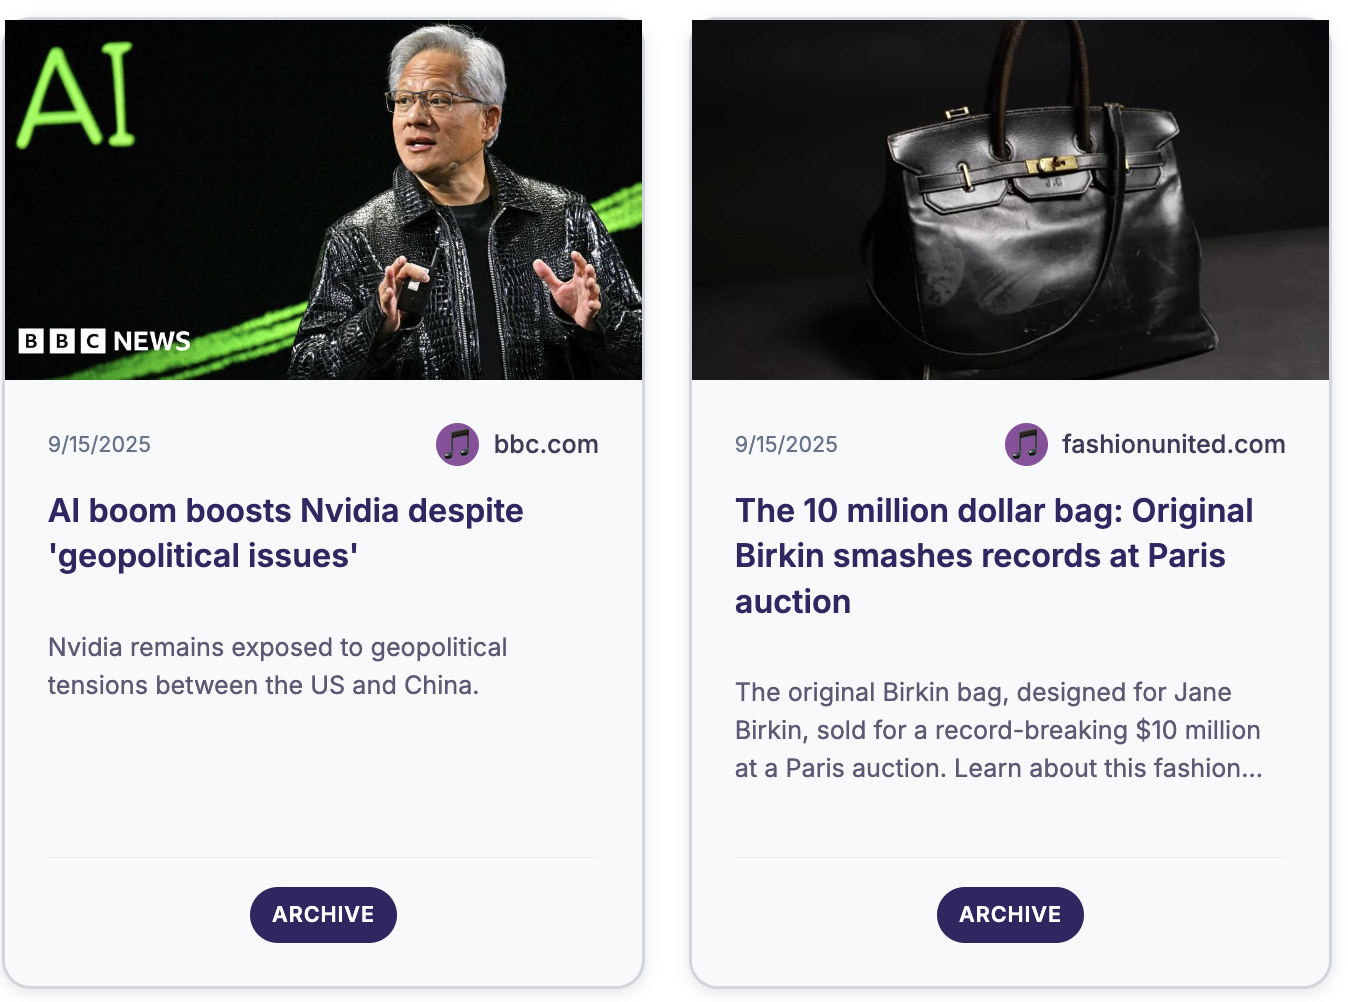 AI
BBC NEWS
9/15/2025
bbc.com
AI boom boosts Nvidia despite
'geopolitical issues'
Nvidia remains exposed to geopolitical
tensions between the US and China.
ARCHIVE
J.B
9/15/2025
fashionunited.com
The 10 million dollar bag: Original
Birkin smashes records at Paris
auction
The original Birkin bag, designed for Jane
Birkin, sold for a record-breaking $10 million
at a Paris auction. Learn about this fashion...
ARCHIVE